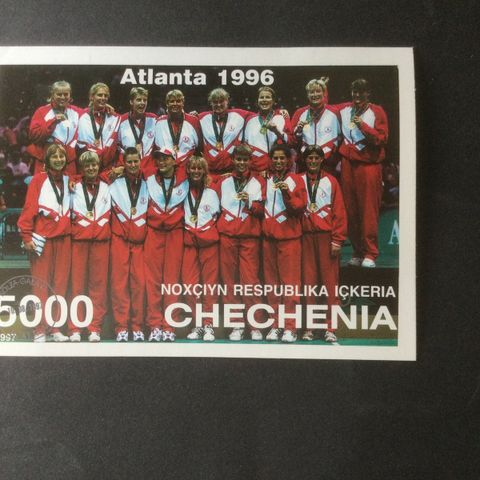 Atlanta 1996
NOXÇIYN RESPUBLIKA IÇKERIA
5000 CHECHENIA
1997